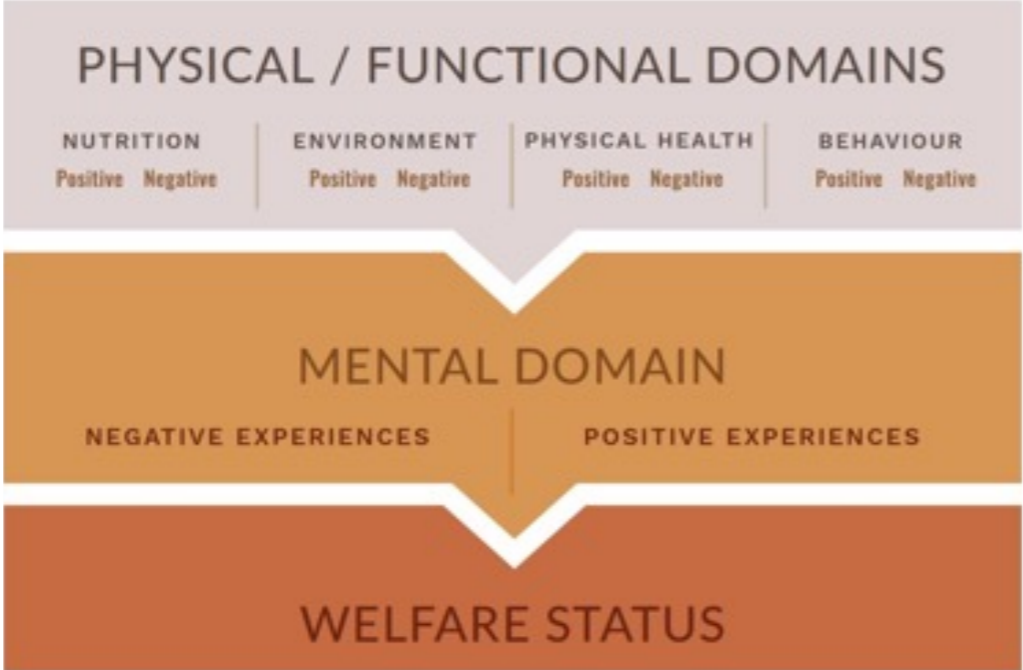 PHYSICAL / FUNCTIONAL DOMAINS
NUTRITION ENVIRONMENT PHYSICAL HEALTH BEHAVIOUR
Positive Negative Positive Negative Positive Negative Positive Negative
MENTAL DOMAIN
NEGATIVE EXPERIENCES POSITIVE EXPERIENCES
WELFARE STATUS